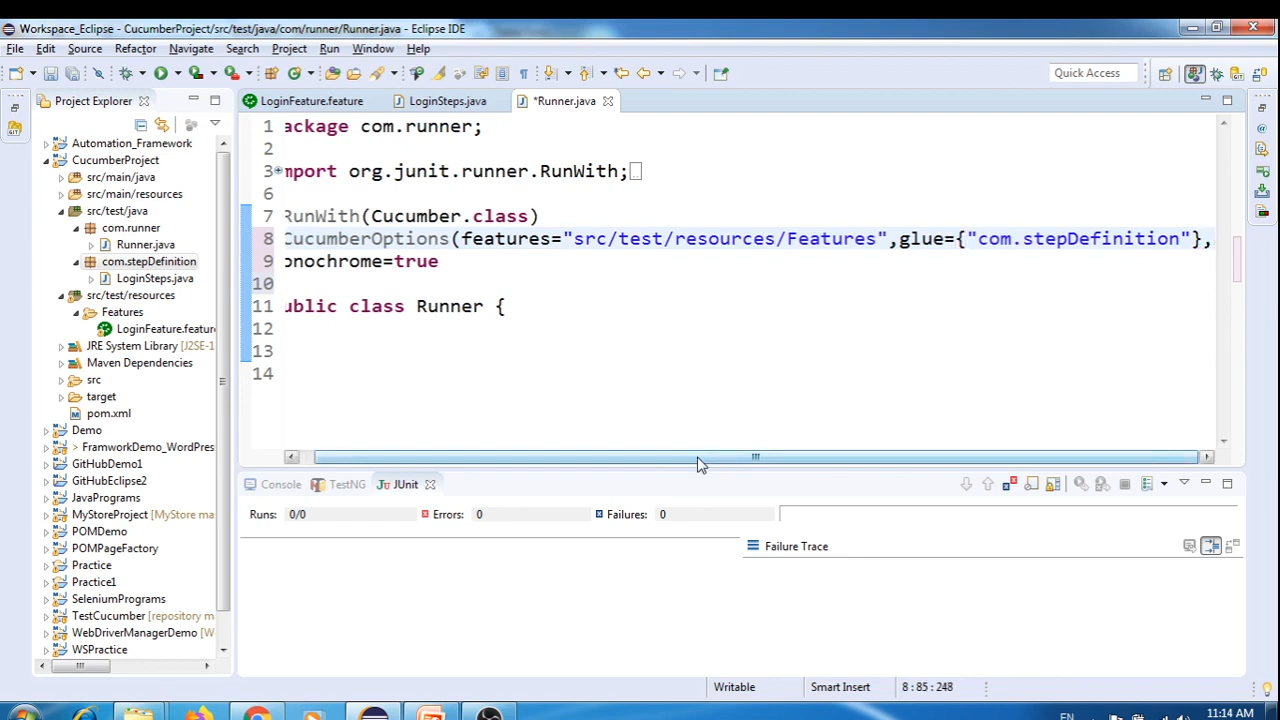 Workspace_Eclipse - CucumberProject/src/test/java/com/runner/Runner.java - Eclipse IDE
File Edit Source Refactor Navigate Search Project Run Window Help
Quick Access
Project Explorer
LoginFeature.feature
LoginSteps.java
*Runner.java
Automation_Framework
CucumberProject
src/main/java
src/main/resources
src/test/java
com.runner
Runner.java
com.stepDefinition
LoginSteps.java
src/test/resources
Features
LoginFeature.feature
JRE System Library [J2SE-1
Maven Dependencies
src
target
pom.xml
Demo
> FramworkDemo_WordPres
GitHubDemo1
GitHubEclipse2
JavaPrograms
MyStoreProject [MyStore ma
POMDemo
POMPageFactory
Practice
Practice1
SeleniumPrograms
TestCucumber [repository m
WebDriverManagerDemo [W
WSPractice
1 ackage com.runner;
2
3 mport org.junit.runner.RunWith;
6
7 RunWith(Cucumber.class)
8 CucumberOptions(features="src/test/resources/Features",glue={"com.stepDefinition"},
9 onochrome=true
10
11 ublic class Runner {
12
13
14
Console TestNG JUnit
Runs: 0/0 Errors: 0 Failures: 0
Failure Trace
Writable Smart Insert 8 : 85 : 248
EN 11:14 AM